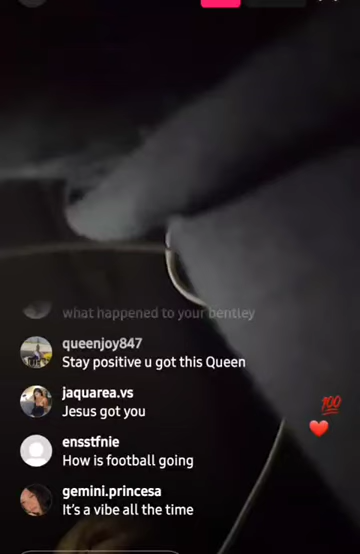 what happened to your bentley
queenjoy847
Stay positive u got this Queen
jaquarea.vs
Jesus got you
ensstfnie
How is football going
gemini.princesa
It's a vibe all the time
💯